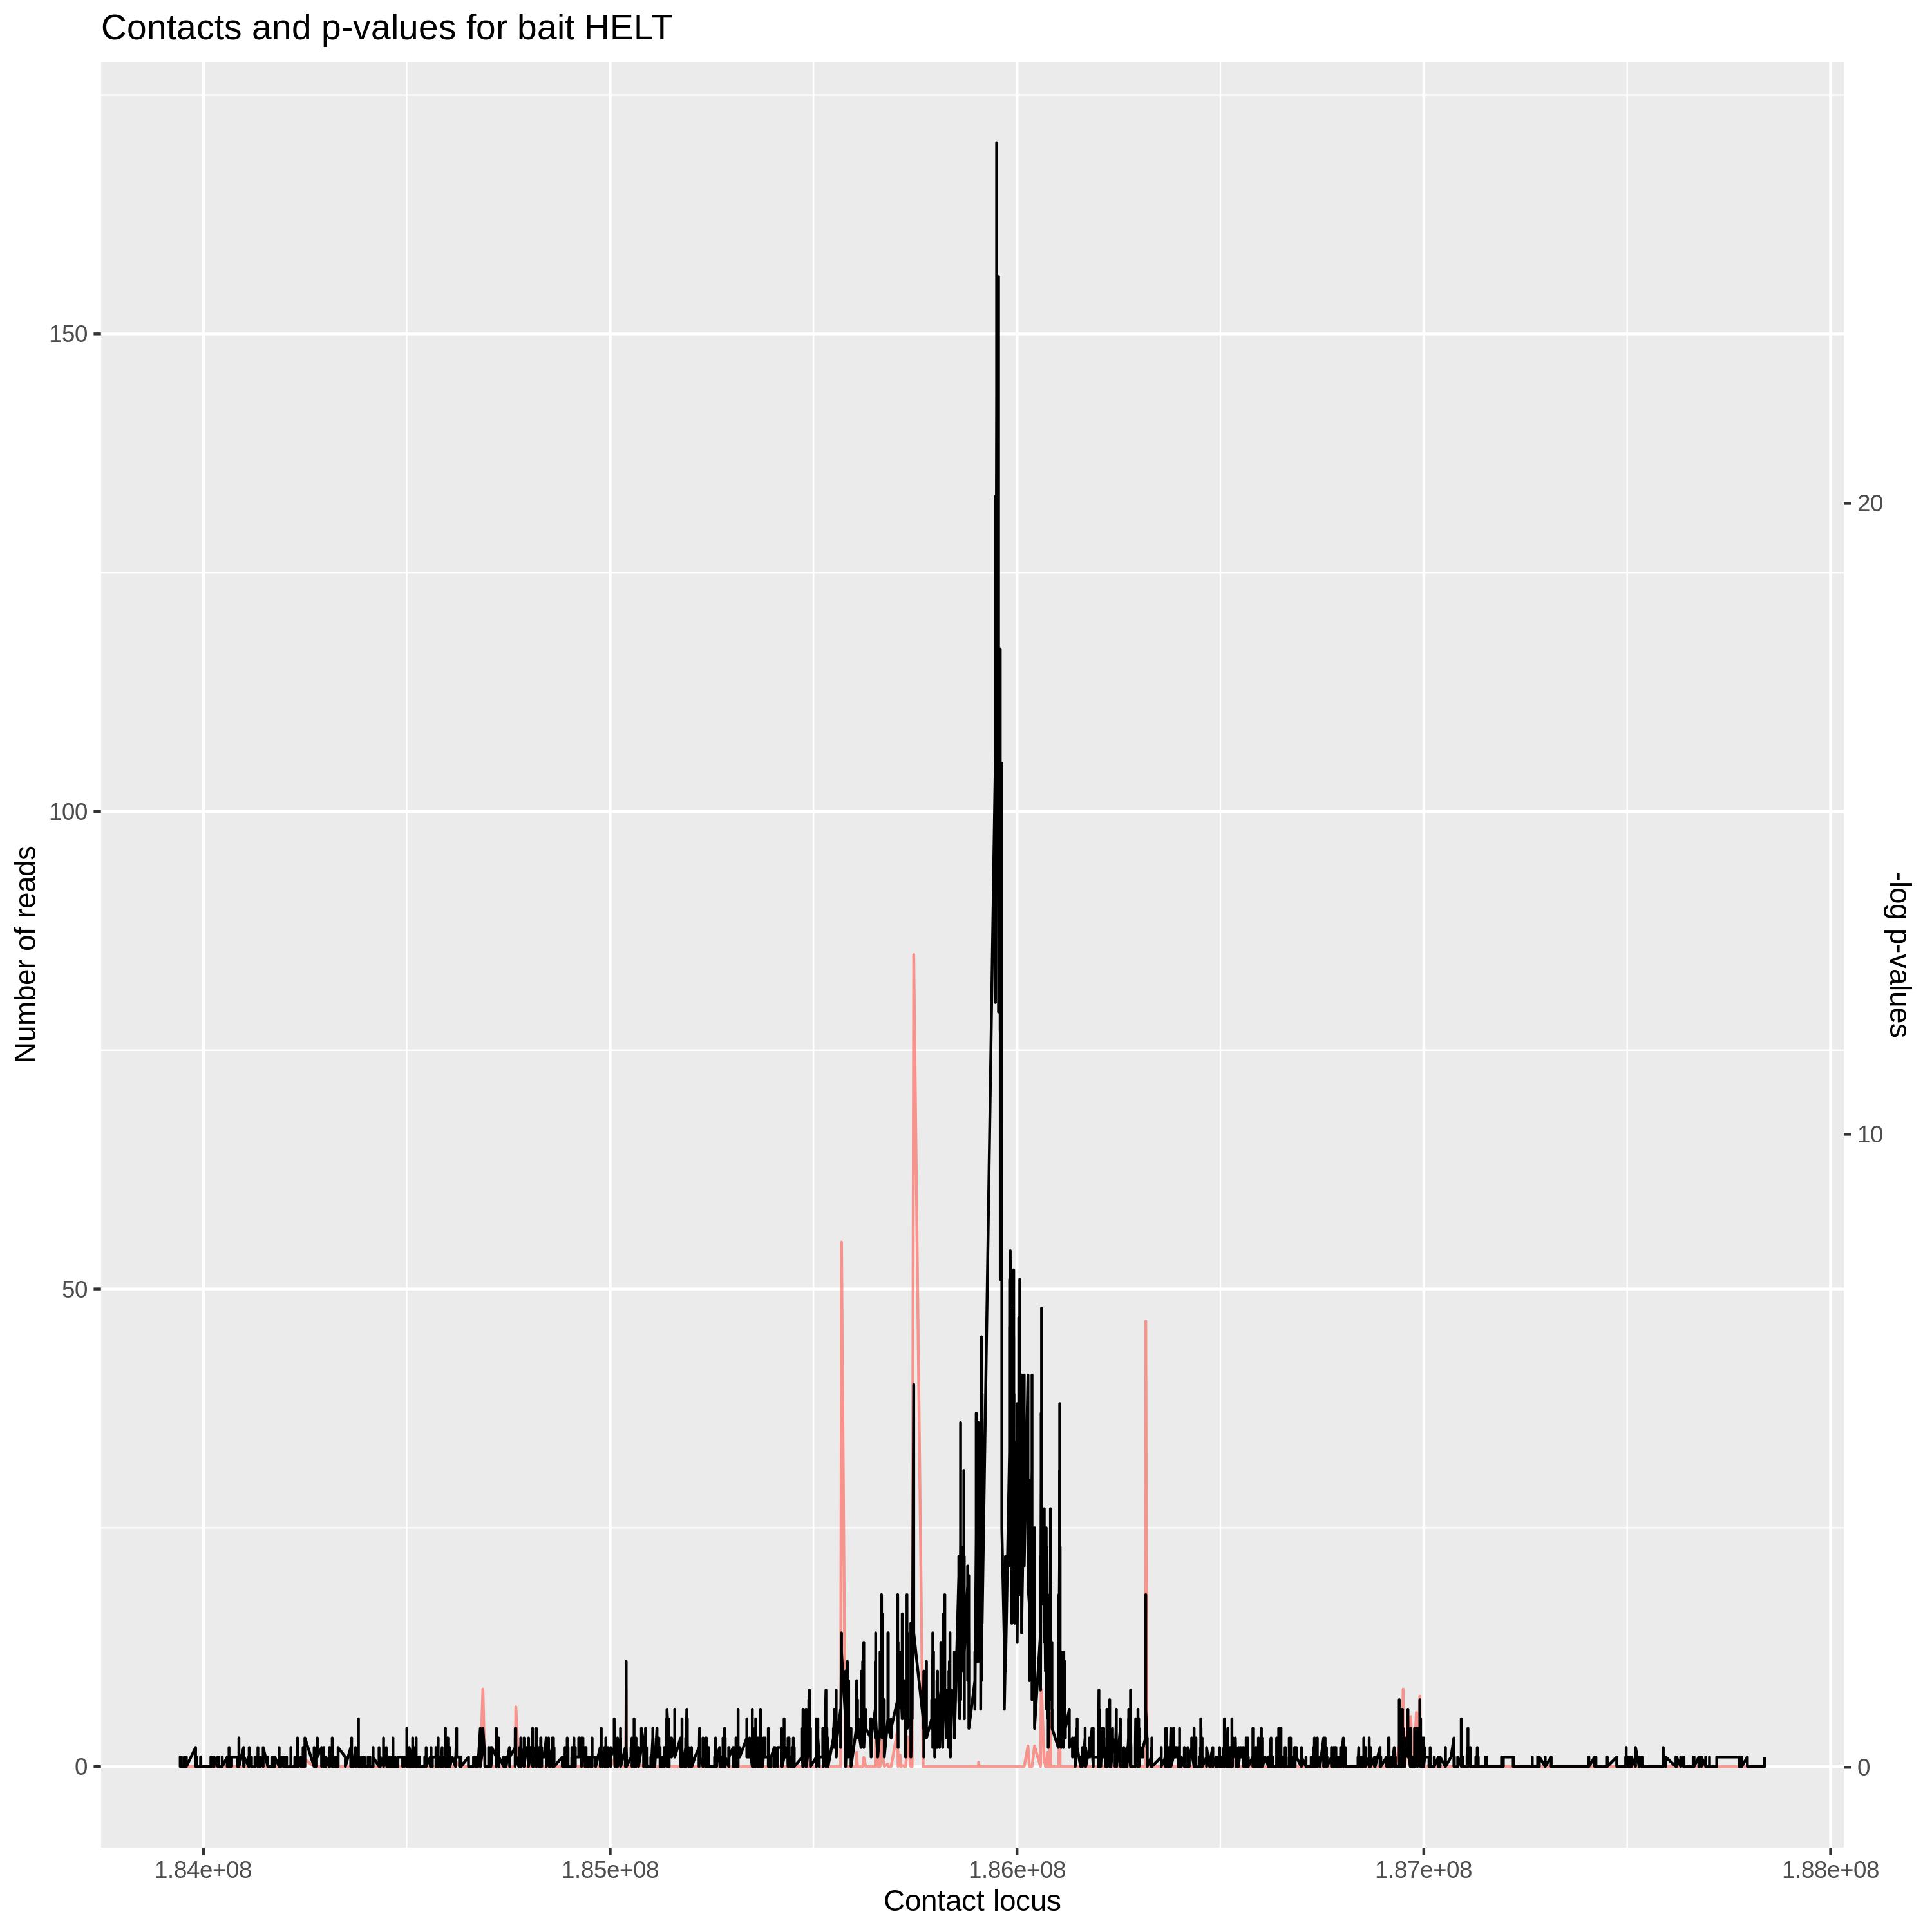 Contacts and p-values for bait HELT
150
100
50
0
Number of reads
20
10
0
-log p-values
1.84e+08
1.85e+08
1.86e+08
1.87e+08
1.88e+08
Contact locus